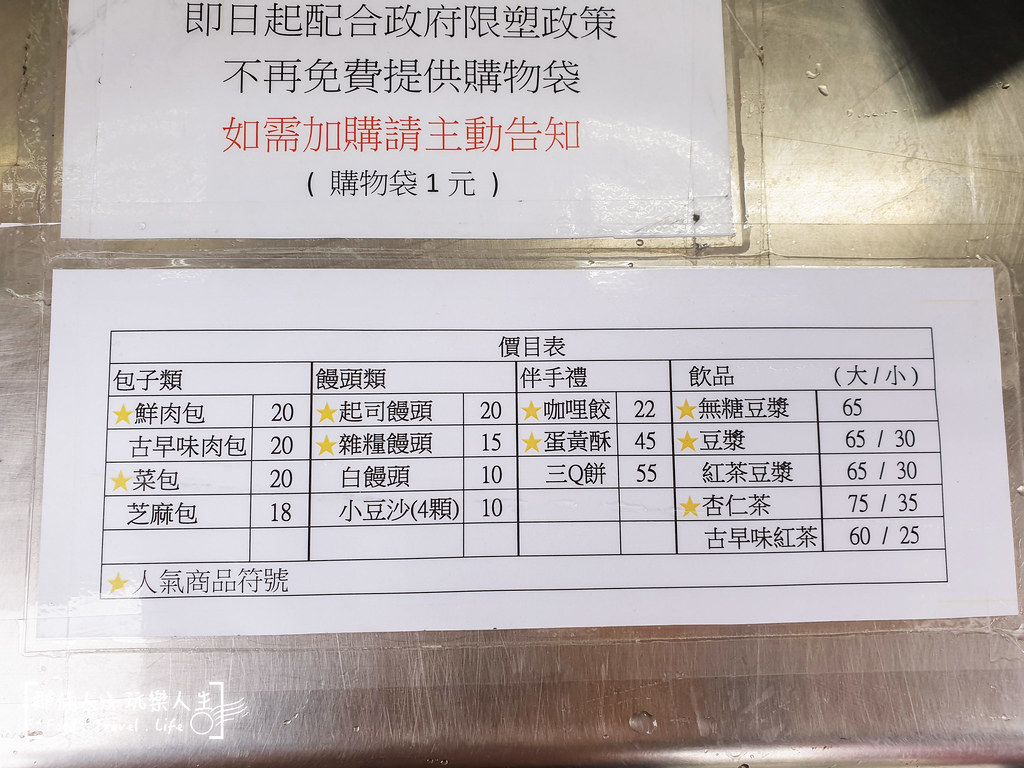 即日起配合政府限塑政策
不再免費提供購物袋
如需加購請主動告知
( 購物袋 1 元 )
價目表
包子類 饅頭類 伴手禮 飲品 (大/小)
★鮮肉包 20 ★起司饅頭 20 ★咖哩餃 22 ★無糖豆漿 65
古早味肉包 20 ★雜糧饅頭 15 ★蛋黃酥 45 ★豆漿 65 / 30
★菜包 20 白饅頭 10 三Q餅 55 紅茶豆漿 65 / 30
芝麻包 18 小豆沙(4顆) 10 ★杏仁茶 75 / 35
古早味紅茶 60 / 25
★人氣商品符號
玩樂人生
Travel. Life